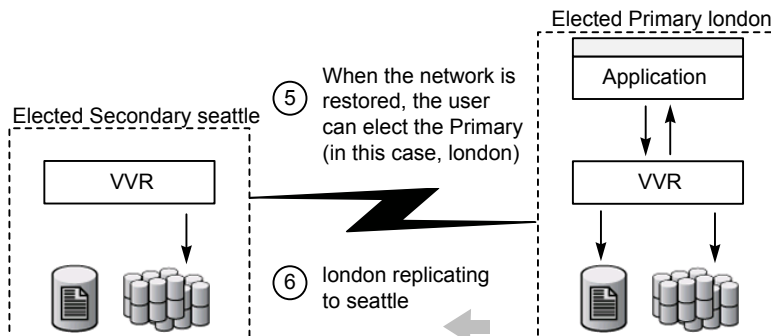 Elected Primary london
Application
5
When the network is
restored, the user
can elect the Primary
(in this case, london)
Elected Secondary seattle
VVR
VVR
6
london replicating
to seattle